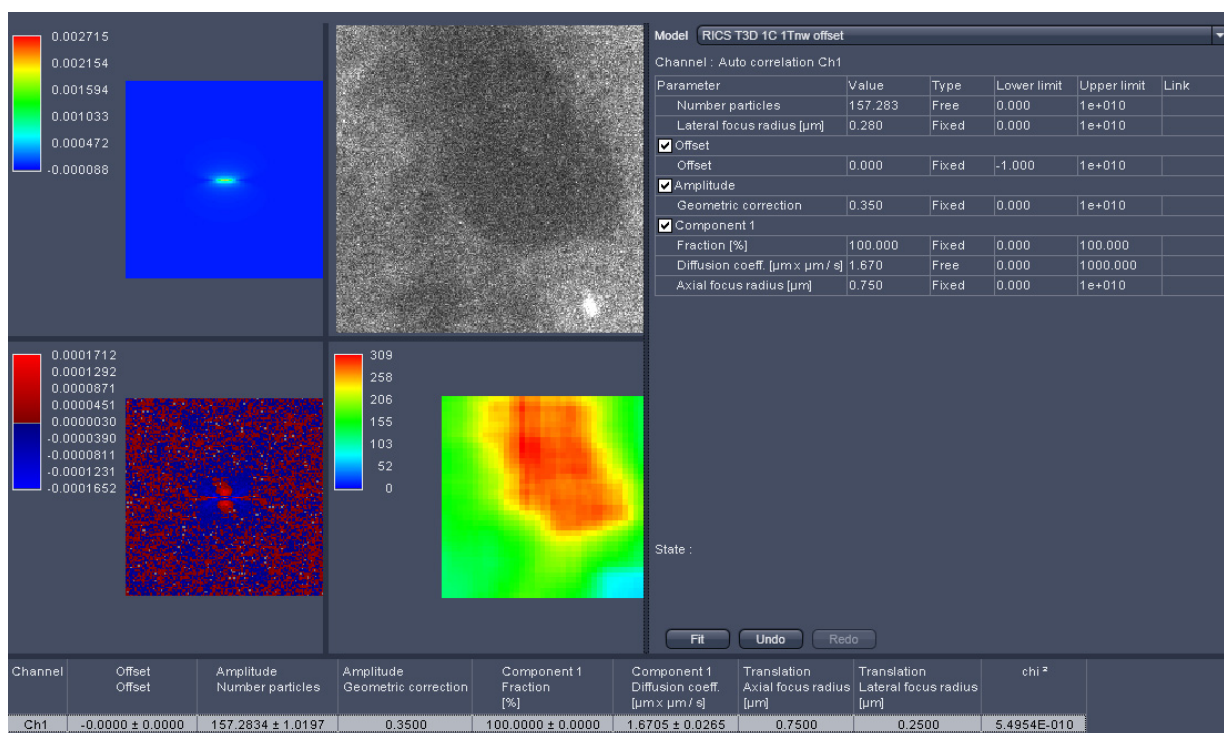 0.002715
0.002154
0.001594
0.001033
0.000472
-0.000088
0.0001712
0.0001292
0.0000871
0.0000451
0.0000030
-0.0000390
-0.0000811
-0.0001231
-0.0001652
309
258
206
155
103
52
0
Model RICS T3D 1C 1Tnw offset
Channel : Auto correlation Ch1
Parameter Value Type Lower limit Upper limit Link
Number particles 157.283 Free 0.000 1e+010
Lateral focus radius [µm] 0.280 Fixed 0.000 1e+010
Offset
Offset 0.000 Fixed -1.000 1e+010
Amplitude
Geometric correction 0.350 Fixed 0.000 1e+010
Component 1
Fraction [%] 100.000 Fixed 0.000 100.000
Diffusion coeff. [µm x µm / s] 1.670 Free 0.000 1000.000
Axial focus radius [µm] 0.750 Fixed 0.000 1e+010
State :
Fit Undo Redo
Channel Offset Amplitude Amplitude Component 1 Component 1 Translation Translation chi ²
Offset Number particles Geometric correction Fraction Diffusion coeff. Axial focus radius Lateral focus radius
[%] [µm x µm / s] [µm] [µm]
Ch1 -0.0000 ± 0.0000 157.2834 ± 1.0197 0.3500 100.0000 ± 0.0000 1.6705 ± 0.0265 0.7500 0.2500 5.4954E-010